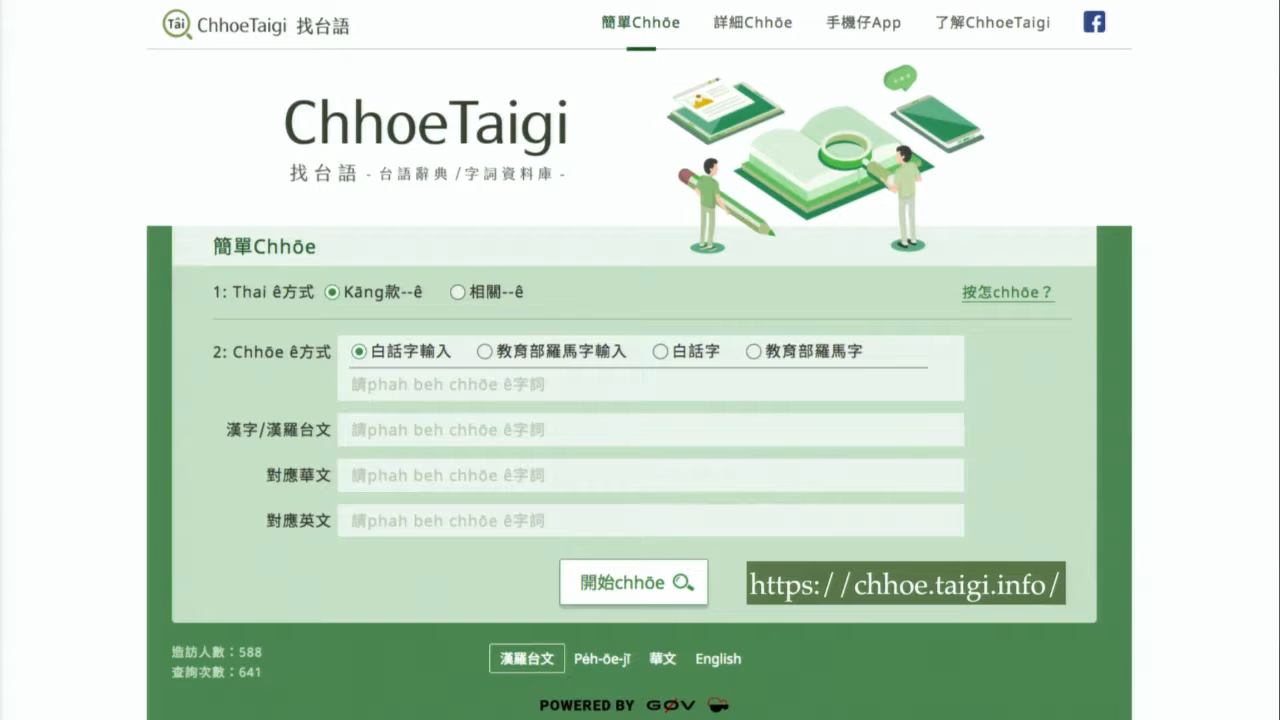 Tâi ChhoeTaigi 找台語
簡單Chhōe 詳細Chhōe 手機仔App 了解ChhoeTaigi f
ChhoeTaigi
找台語 - 台語辭典/字詞資料庫 -
簡單Chhōe
1: Thai ê方式 Kāng款--ê 相關--ê 按怎chhōe？
2: Chhōe ê方式 白話字輸入 教育部羅馬字輸入 白話字 教育部羅馬字
請phah beh chhōe ê字詞
漢字/漢羅台文 請phah beh chhōe ê字詞
對應華文 請phah beh chhōe ê字詞
對應英文 請phah beh chhōe ê字詞
開始chhōe
https://chhoe.taigi.info/
造訪人數：588
查詢次數：641
漢羅台文 Pe̍h-ōe-jī 華文 English
POWERED BY GØV